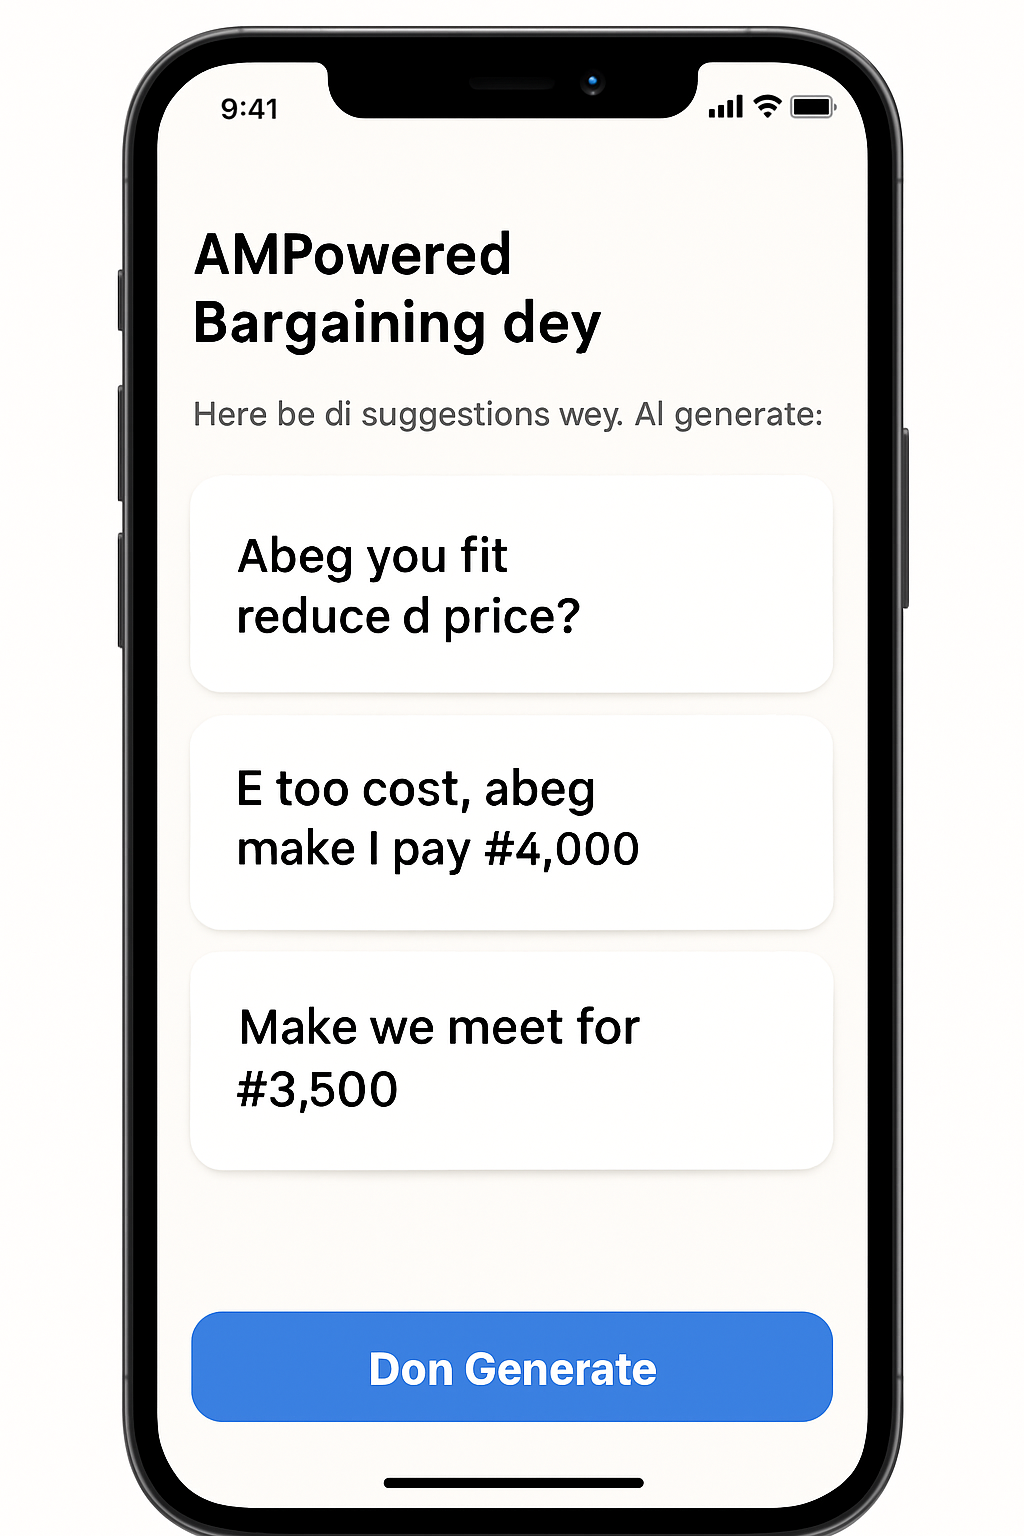 9:41
AMPowered
Bargaining dey
Here be di suggestions wey. Al generate:
Abeg you fit
reduce d price?
E too cost, abeg
make I pay #4,000
Make we meet for
#3,500
Don Generate